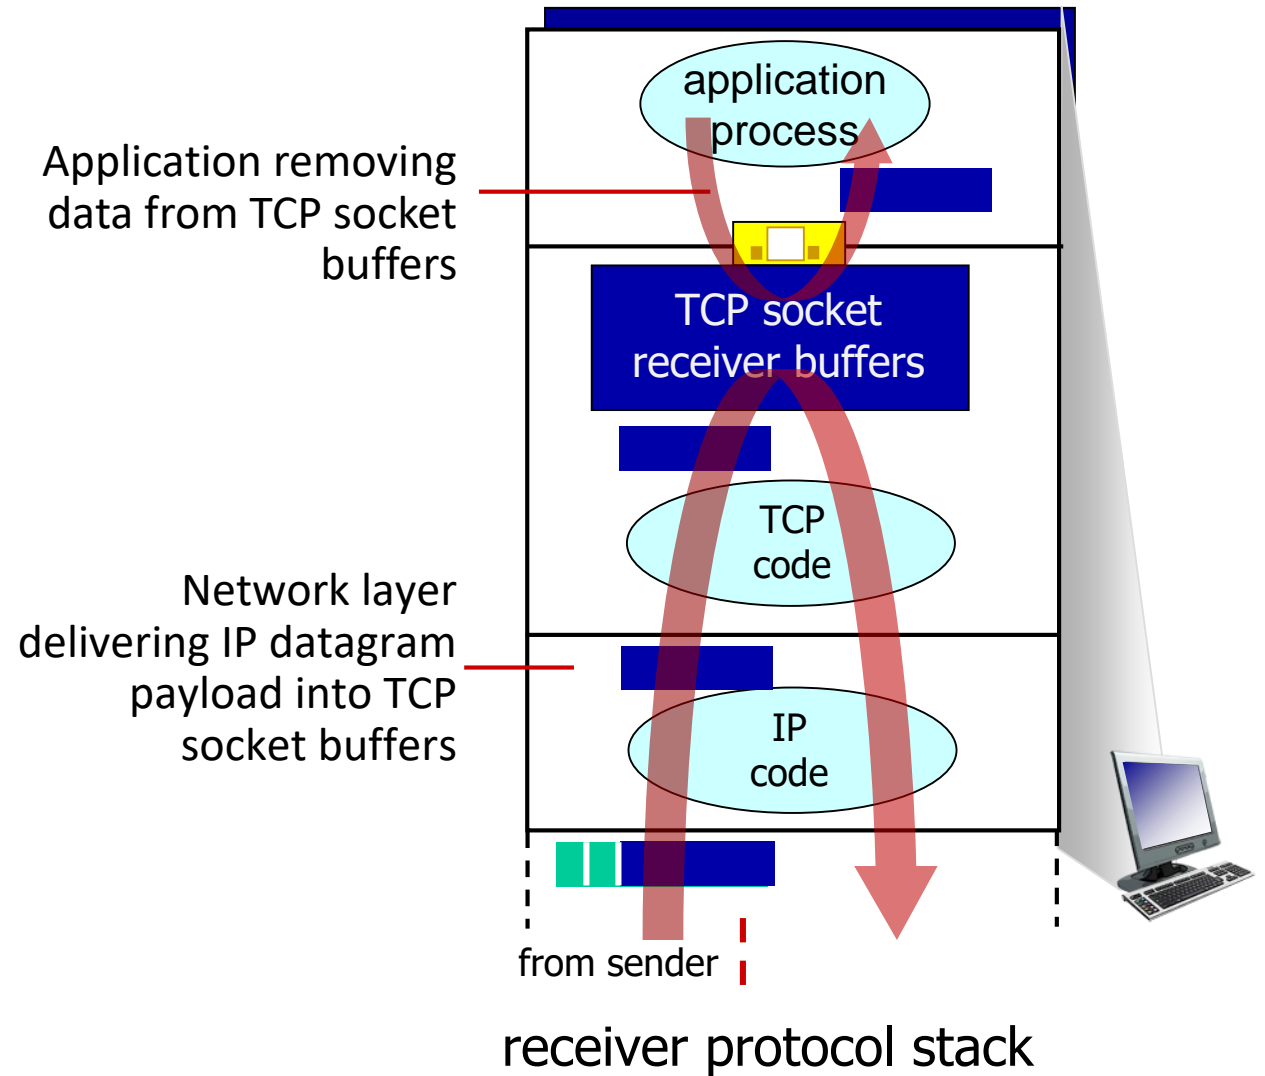 application
process
Application removing
data from TCP socket
buffers
TCP socket
receiver buffers
TCP
code
Network layer
delivering IP datagram
payload into TCP
socket buffers
IP
code
from sender
receiver protocol stack